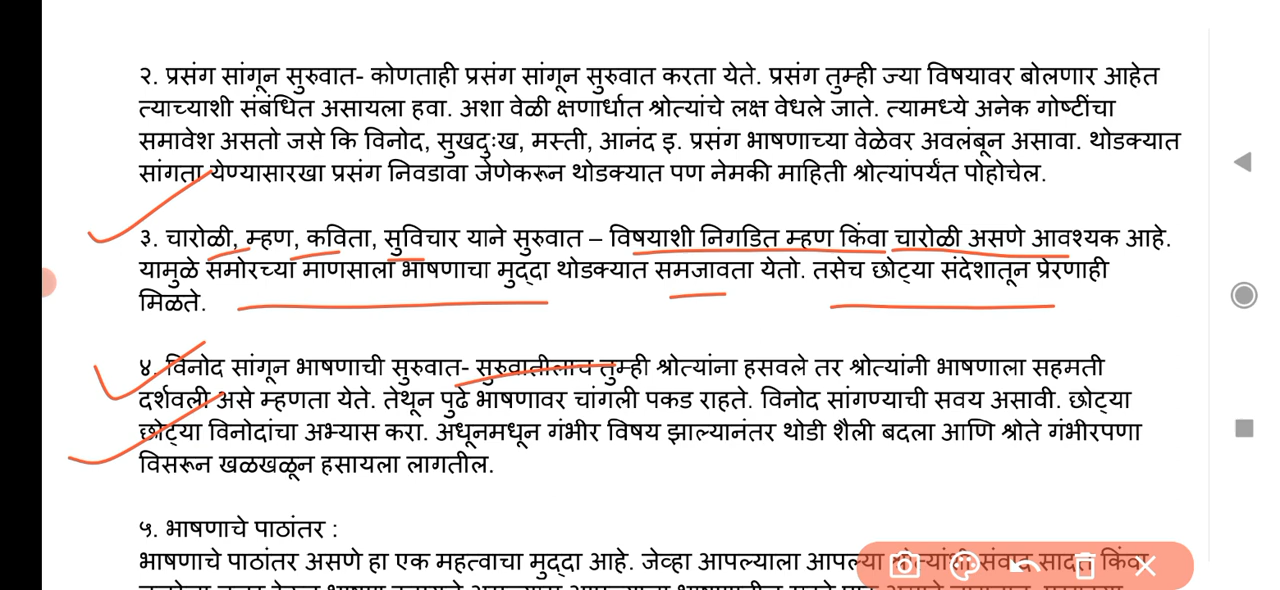 २. प्रसंग सांगून सुरुवात- कोणताही प्रसंग सांगून सुरुवात करता येते. प्रसंग तुम्ही ज्या विषयावर बोलणार आहेत
त्याच्याशी संबंधित असायला हवा. अशा वेळी क्षणार्धात श्रोत्यांचे लक्ष वेधले जाते. त्यामध्ये अनेक गोष्टींचा
समावेश असतो जसे कि विनोद, सुखदुःख, मस्ती, आनंद इ. प्रसंग भाषणाच्या वेळेवर अवलंबून असावा. थोडक्यात
सांगता येण्यासारखा प्रसंग निवडावा जेणेकरून थोडक्यात पण नेमकी माहिती श्रोत्यांपर्यंत पोहोचेल.
३. चारोळी, म्हण, कविता, सुविचार याने सुरुवात – विषयाशी निगडित म्हण किंवा चारोळी असणे आवश्यक आहे.
यामुळे समोरच्या माणसाला भाषणाचा मुद्दा थोडक्यात समजावता येतो. तसेच छोट्या संदेशातून प्रेरणाही
मिळते.
४. विनोद सांगून भाषणाची सुरुवात- सुरुवातीलाच तुम्ही श्रोत्यांना हसवले तर श्रोत्यांनी भाषणाला सहमती
दर्शवली असे म्हणता येते. तेथून पुढे भाषणावर चांगली पकड राहते. विनोद सांगण्याची सवय असावी. छोट्या
छोट्या विनोदांचा अभ्यास करा. अधूनमधून गंभीर विषय झाल्यानंतर थोडी शैली बदला आणि श्रोते गंभीरपणा
विसरून खळखळून हसायला लागतील.
५. भाषणाचे पाठांतर :
भाषणाचे पाठांतर असणे हा एक महत्वाचा मुद्दा आहे. जेव्हा आपल्याला आपल्या श्रोत्यांशी संवाद सादत किंवा